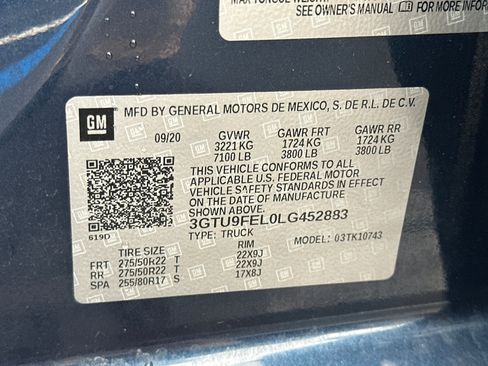 SEE OWNER'S MANUAL
FOR MORE INFORMATION
GM
MFD BY GENERAL MOTORS DE MEXICO, S. DE R.L. DE C.V.
09/20 GVWR GAWR FRT GAWR RR
3221 KG 1724 KG 1724 KG
7100 LB 3800 LB 3800 LB
THIS VEHICLE CONFORMS TO ALL
APPLICABLE U.S. FEDERAL MOTOR
VEHICLE SAFETY STANDARDS IN EFFECT
ON THE DATE OF MANUFACTURE SHOWN ABOVE.
3GTU9FEL0LG452883
619D TYPE: TRUCK MODEL: 03TK10743
TIRE SIZE RIM
FRT 275/50R22 T 22X9J
RR 275/50R22 T 22X9J
SPA 255/80R17 S 17X8J